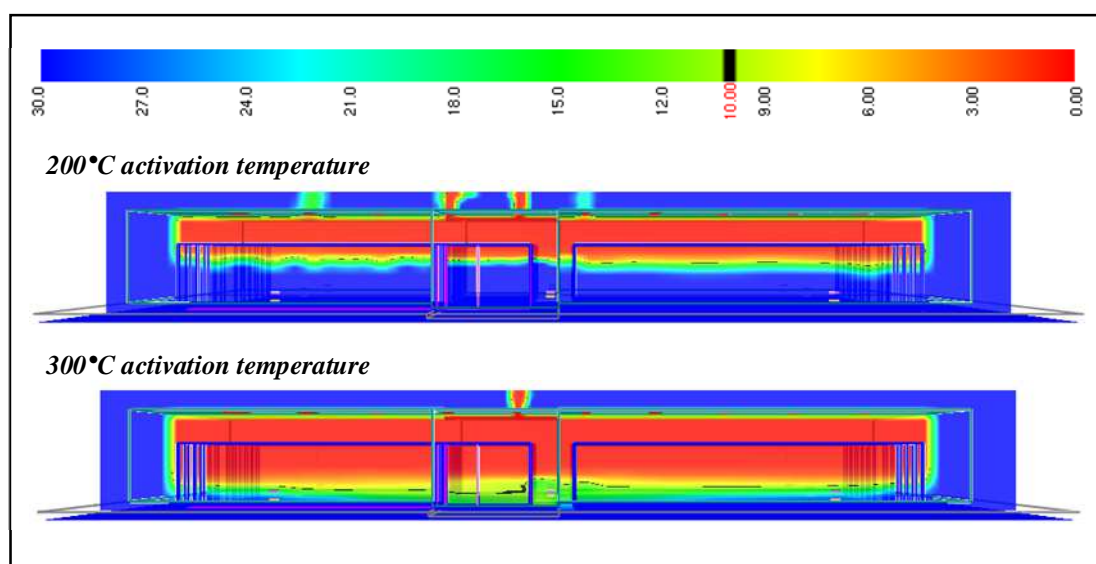 30.0 27.0 24.0 21.0 18.0 15.0 12.0 10.00 9.00 6.00 3.00 0.00
200°C activation temperature
300°C activation temperature